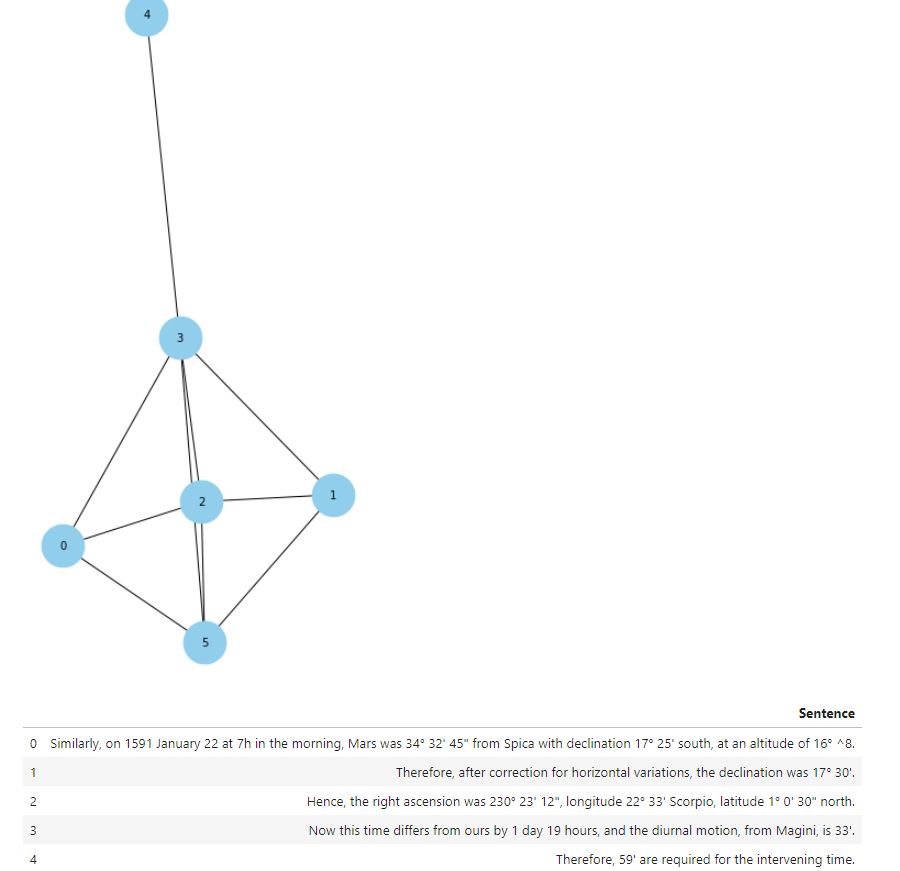 4
3
2
1
0
5
Sentence
0 Similarly, on 1591 January 22 at 7h in the morning, Mars was 34° 32' 45" from Spica with declination 17° 25' south, at an altitude of 16° ^8.
1 Therefore, after correction for horizontal variations, the declination was 17° 30'.
2 Hence, the right ascension was 230° 23' 12", longitude 22° 33' Scorpio, latitude 1° 0' 30" north.
3 Now this time differs from ours by 1 day 19 hours, and the diurnal motion, from Magini, is 33'.
4 Therefore, 59' are required for the intervening time.